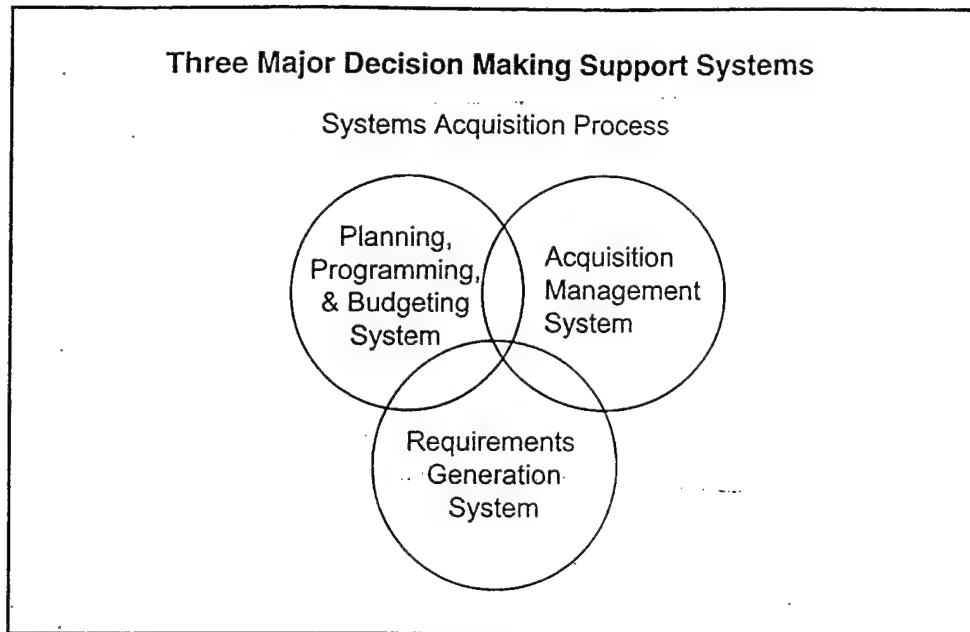 Three Major Decision Making Support Systems
Systems Acquisition Process
Planning,
Programming,
& Budgeting
System
Acquisition
Management
System
Requirements
Generation
System